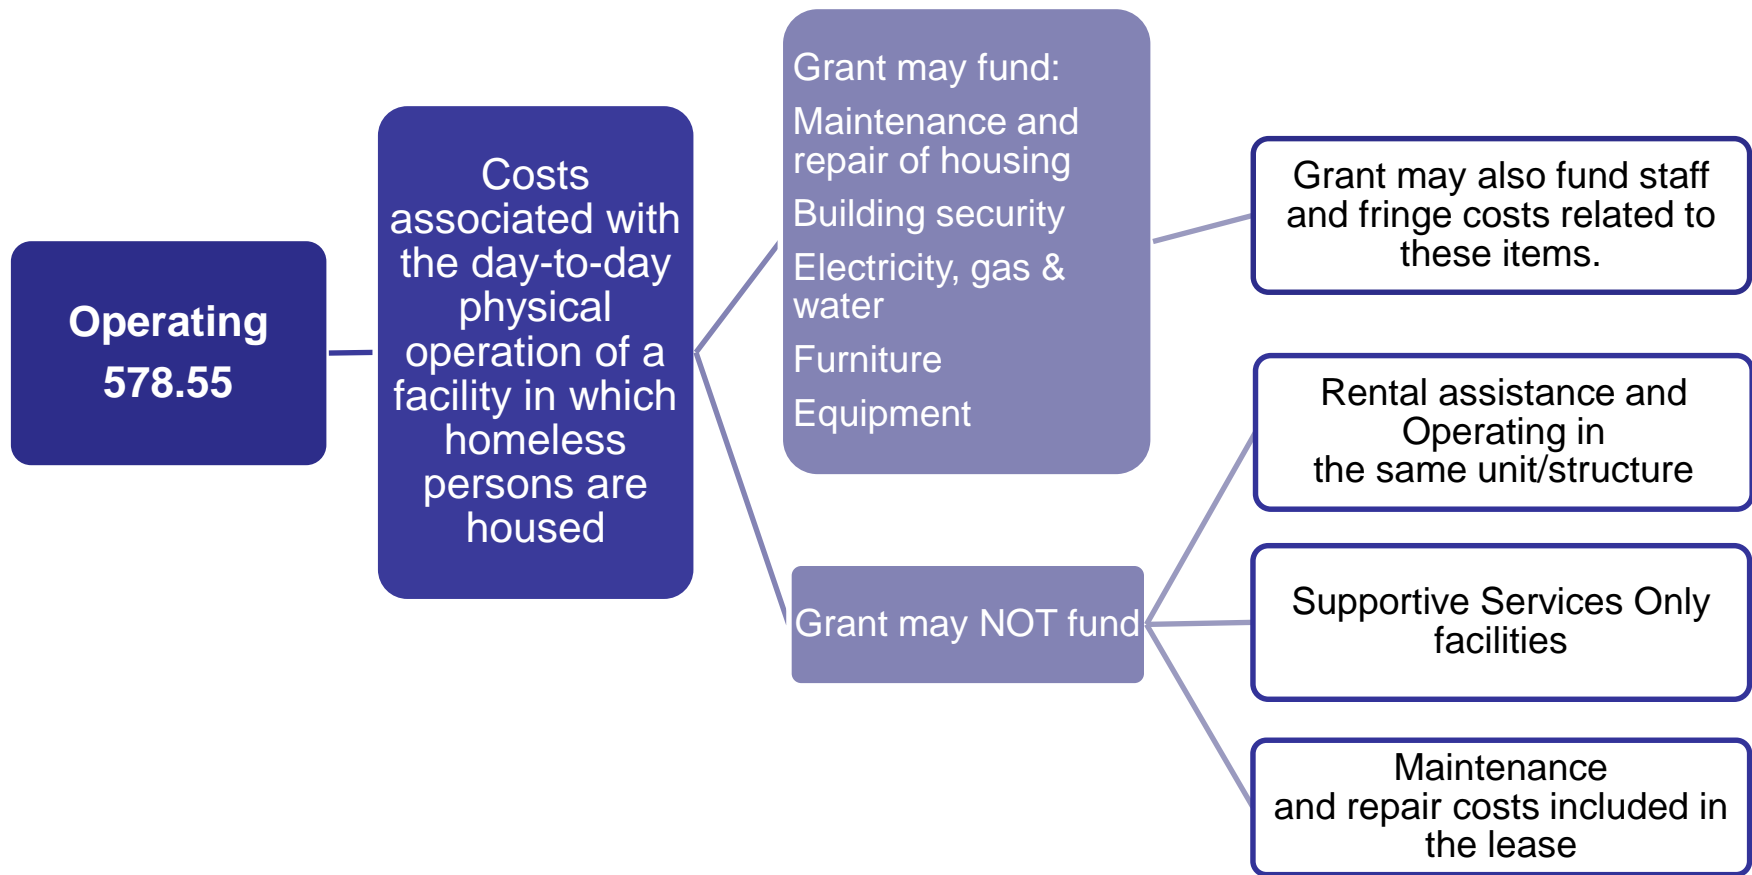 Operating
578.55
Costs
associated with
the day-to-day
physical
operation of a
facility in which
homeless
persons are
housed
Grant may fund:
Maintenance and
repair of housing
Building security
Electricity, gas &
water
Furniture
Equipment
Grant may also fund staff
and fringe costs related to
these items.
Grant may NOT fund
Rental assistance and
Operating in
the same unit/structure
Supportive Services Only
facilities
Maintenance
and repair costs included in
the lease